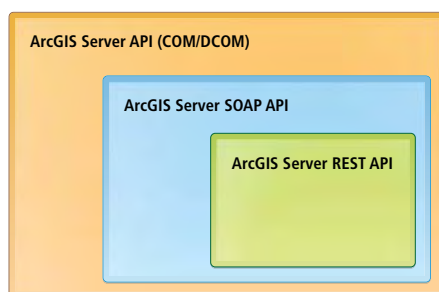 ArcGIS Server API (COM/DCOM)
ArcGIS Server SOAP API
ArcGIS Server REST API